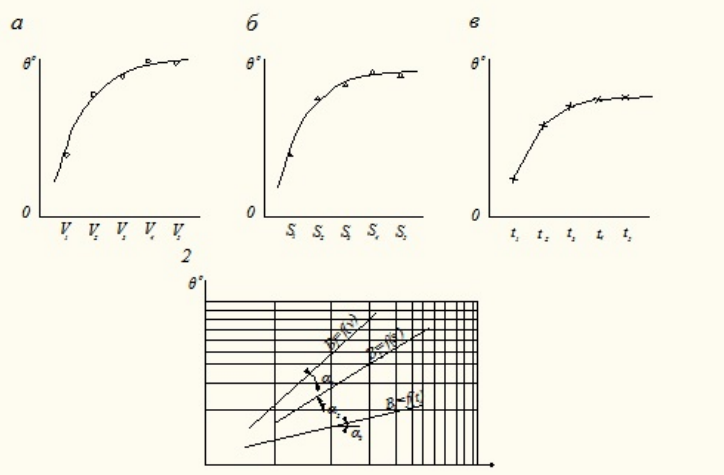 а б в
θ° θ° θ°
0 0 0
V₁ V₂ V₃ V₄ V₅ S₁ S₂ S₃ S₄ S₅ t₁ t₂ t₃ t₄ t₅
2
θ°
B=f(v)
B=f(s)
α₁
B=f(t)
α₂
α₃